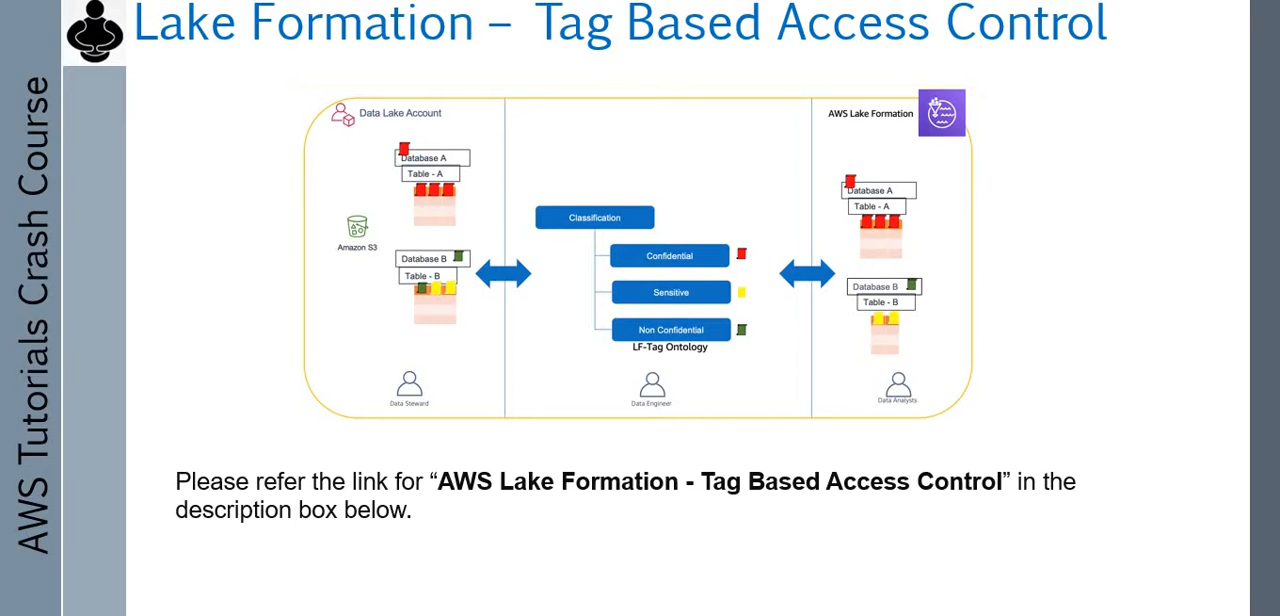 Lake Formation – Tag Based Access Control
AWS Tutorials Crash Course
Data Lake Account
Database A
Table - A
Amazon S3
Database B
Table - B
Data Steward
Classification
Confidential
Sensitive
Non Confidential
LF-Tag Ontology
Data Engineer
AWS Lake Formation
Database A
Table - A
Database B
Table - B
Data Analysts
Please refer the link for “AWS Lake Formation - Tag Based Access Control” in the
description box below.